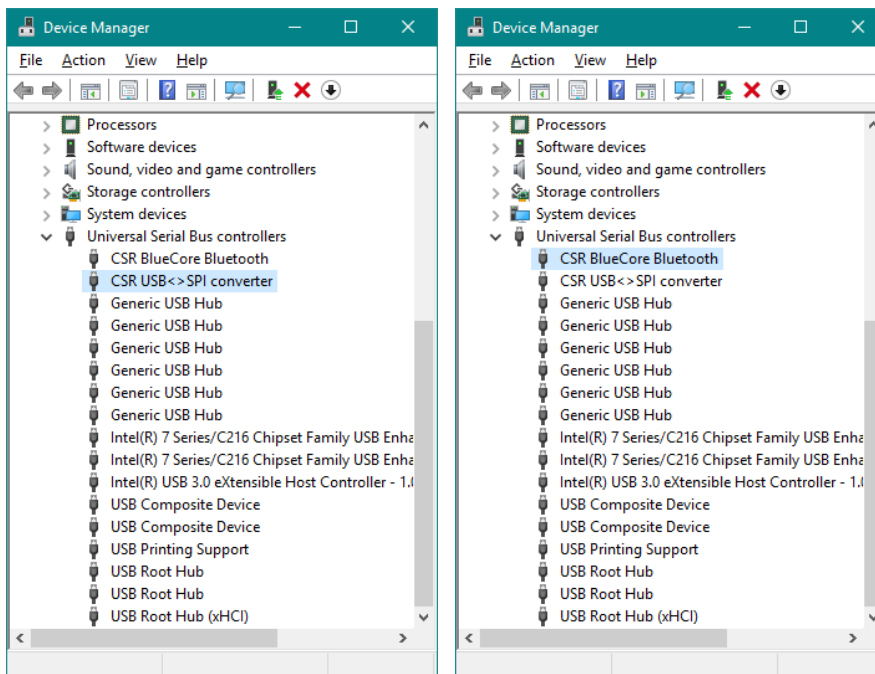 Device Manager
File Action View Help
Processors
Software devices
Sound, video and game controllers
Storage controllers
System devices
Universal Serial Bus controllers
CSR BlueCore Bluetooth
CSR USB<>SPI converter
Generic USB Hub
Generic USB Hub
Generic USB Hub
Generic USB Hub
Generic USB Hub
Generic USB Hub
Intel(R) 7 Series/C216 Chipset Family USB Enha
Intel(R) 7 Series/C216 Chipset Family USB Enha
Intel(R) USB 3.0 eXtensible Host Controller - 1.0
USB Composite Device
USB Composite Device
USB Printing Support
USB Root Hub
USB Root Hub
USB Root Hub (xHCI)
Device Manager
File Action View Help
Processors
Software devices
Sound, video and game controllers
Storage controllers
System devices
Universal Serial Bus controllers
CSR BlueCore Bluetooth
CSR USB<>SPI converter
Generic USB Hub
Generic USB Hub
Generic USB Hub
Generic USB Hub
Generic USB Hub
Generic USB Hub
Intel(R) 7 Series/C216 Chipset Family USB Enha
Intel(R) 7 Series/C216 Chipset Family USB Enha
Intel(R) USB 3.0 eXtensible Host Controller - 1.0
USB Composite Device
USB Composite Device
USB Printing Support
USB Root Hub
USB Root Hub
USB Root Hub (xHCI)